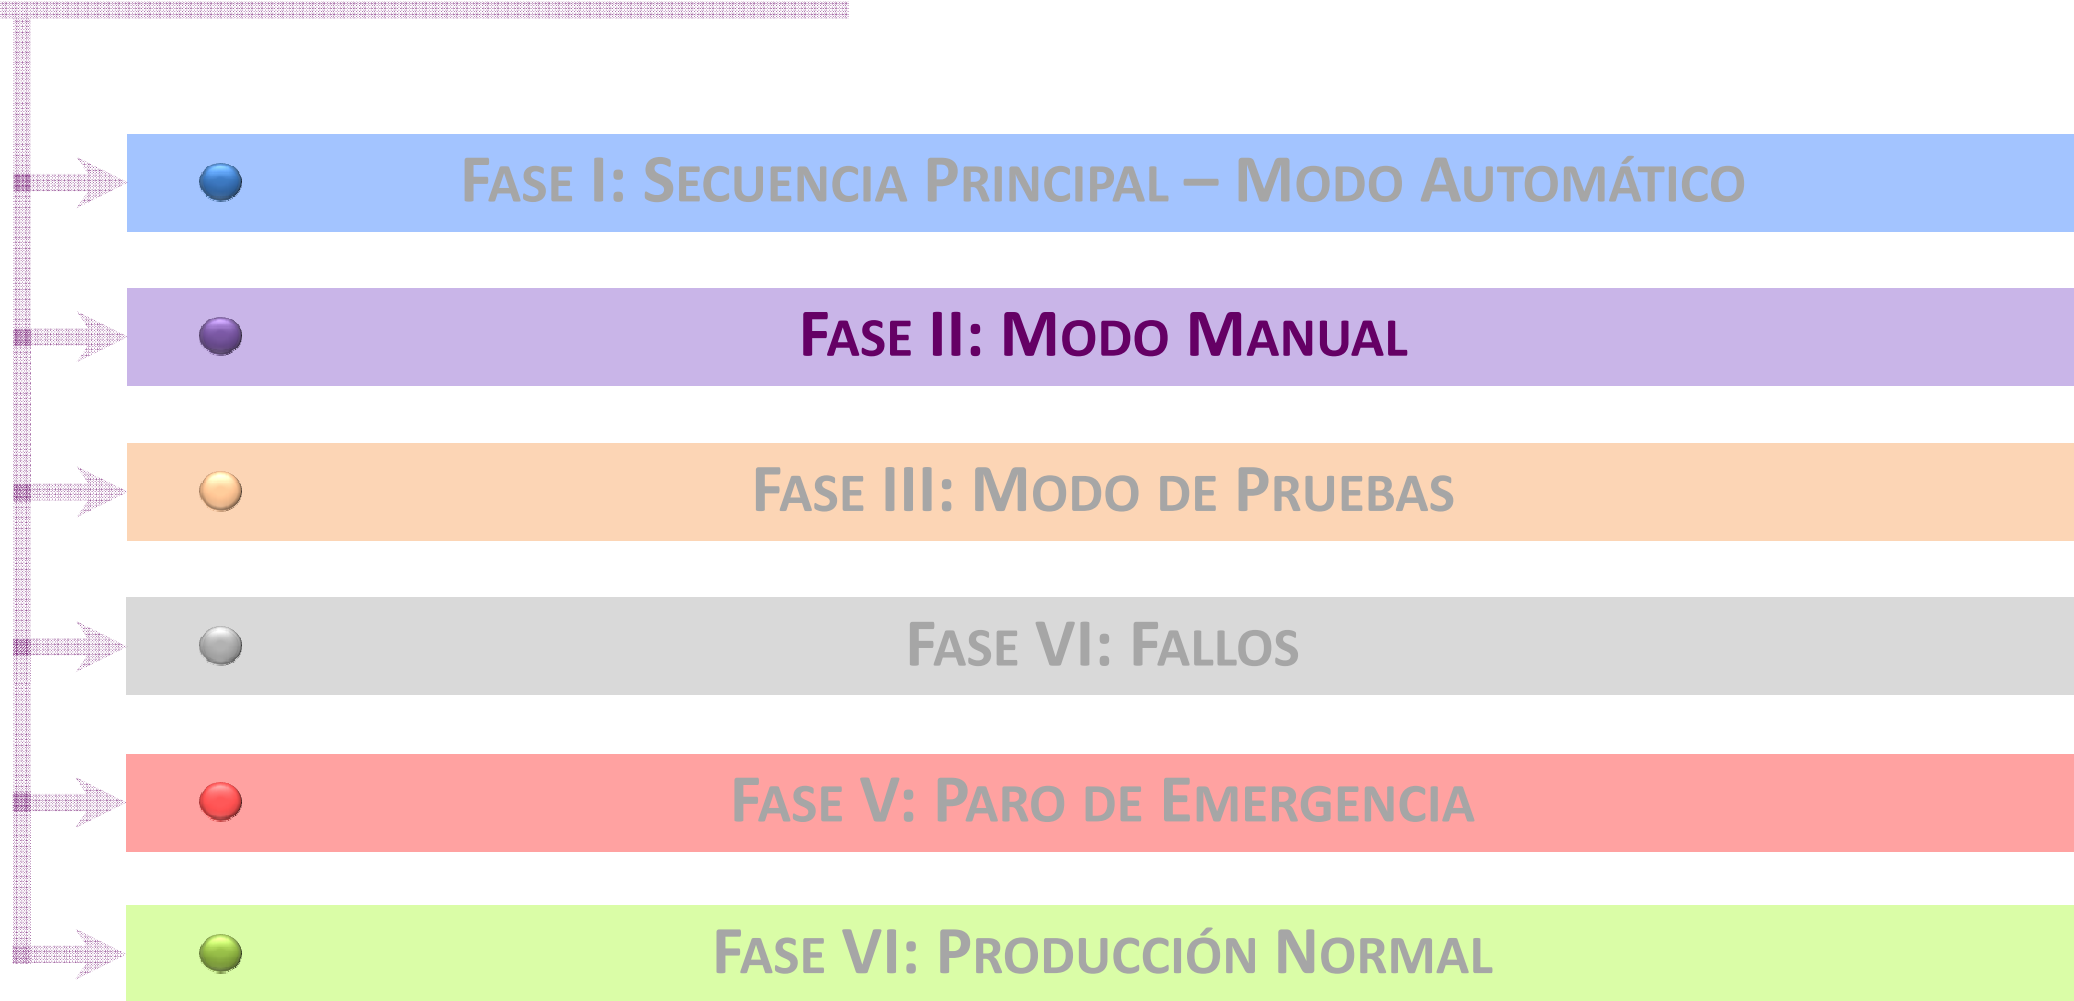 Fase I: Secuencia Principal – Modo Automático
Fase II: Modo Manual
Fase III: Modo de Pruebas
Fase VI: Fallos
Fase V: Paro de Emergencia
Fase VI: Producción Normal